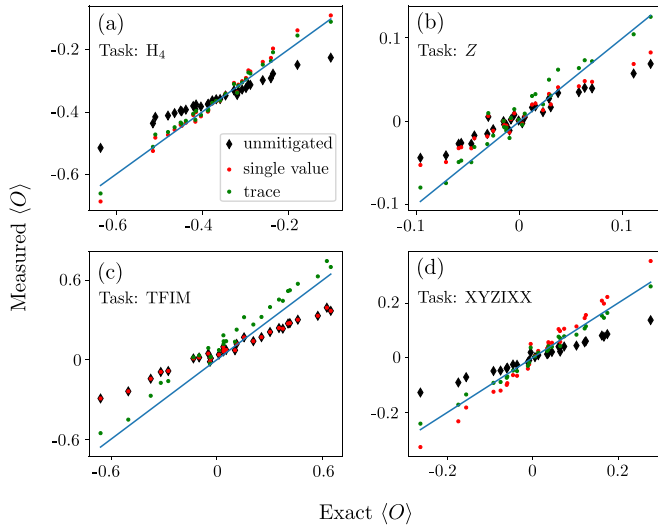 (a)
Task: H₄
-0.2
-0.4
-0.6
-0.6
-0.4
-0.2
unmitigated
single value
trace
(b)
Task: Z
0.1
0
-0.1
-0.1
0
0.1
(c)
Task: TFIM
0.6
0
-0.6
-0.6
0
0.6
(d)
Task: XYZIXX
0.2
0
-0.2
-0.2
0
0.2
Measured ⟨O⟩
Exact ⟨O⟩